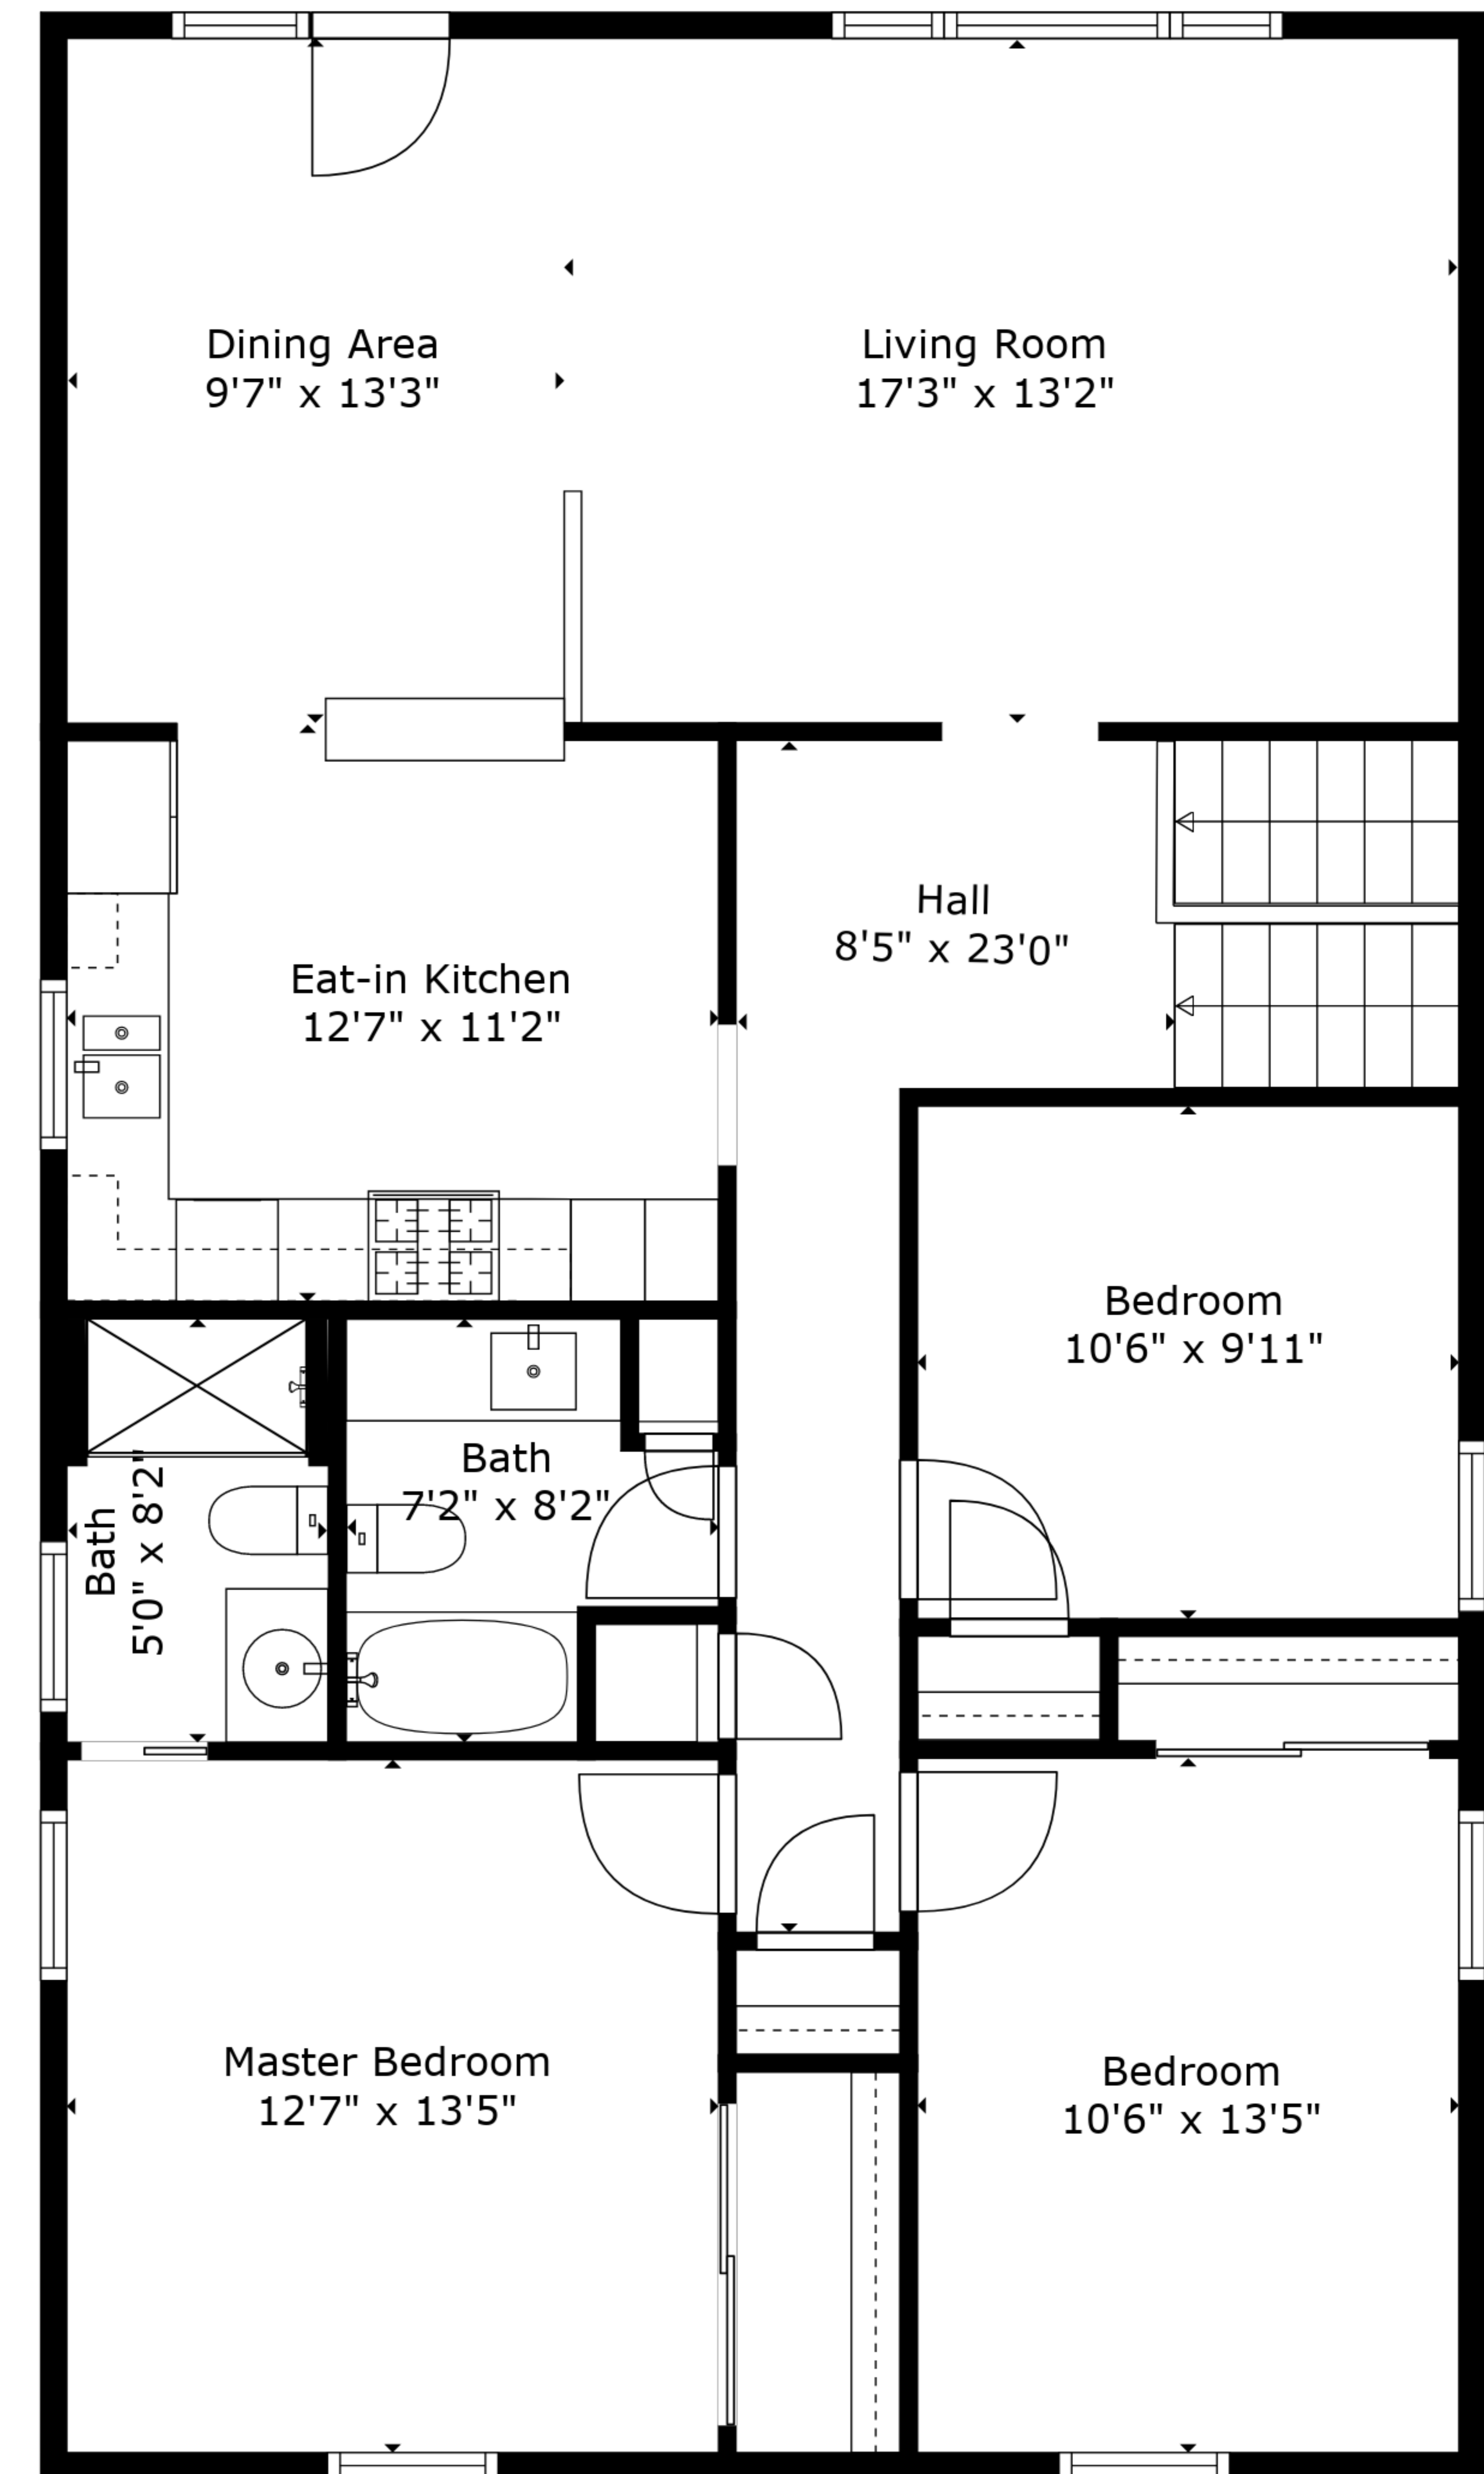 Dining Area
9'7" x 13'3"
Living Room
17'3" x 13'2"
Hall
8'5" x 23'0"
Eat-in Kitchen
12'7" x 11'2"
Bedroom
10'6" x 9'11"
Bath
7'2" x 8'2"
Bath
5'0" x 8'2"
Master Bedroom
12'7" x 13'5"
Bedroom
10'6" x 13'5"